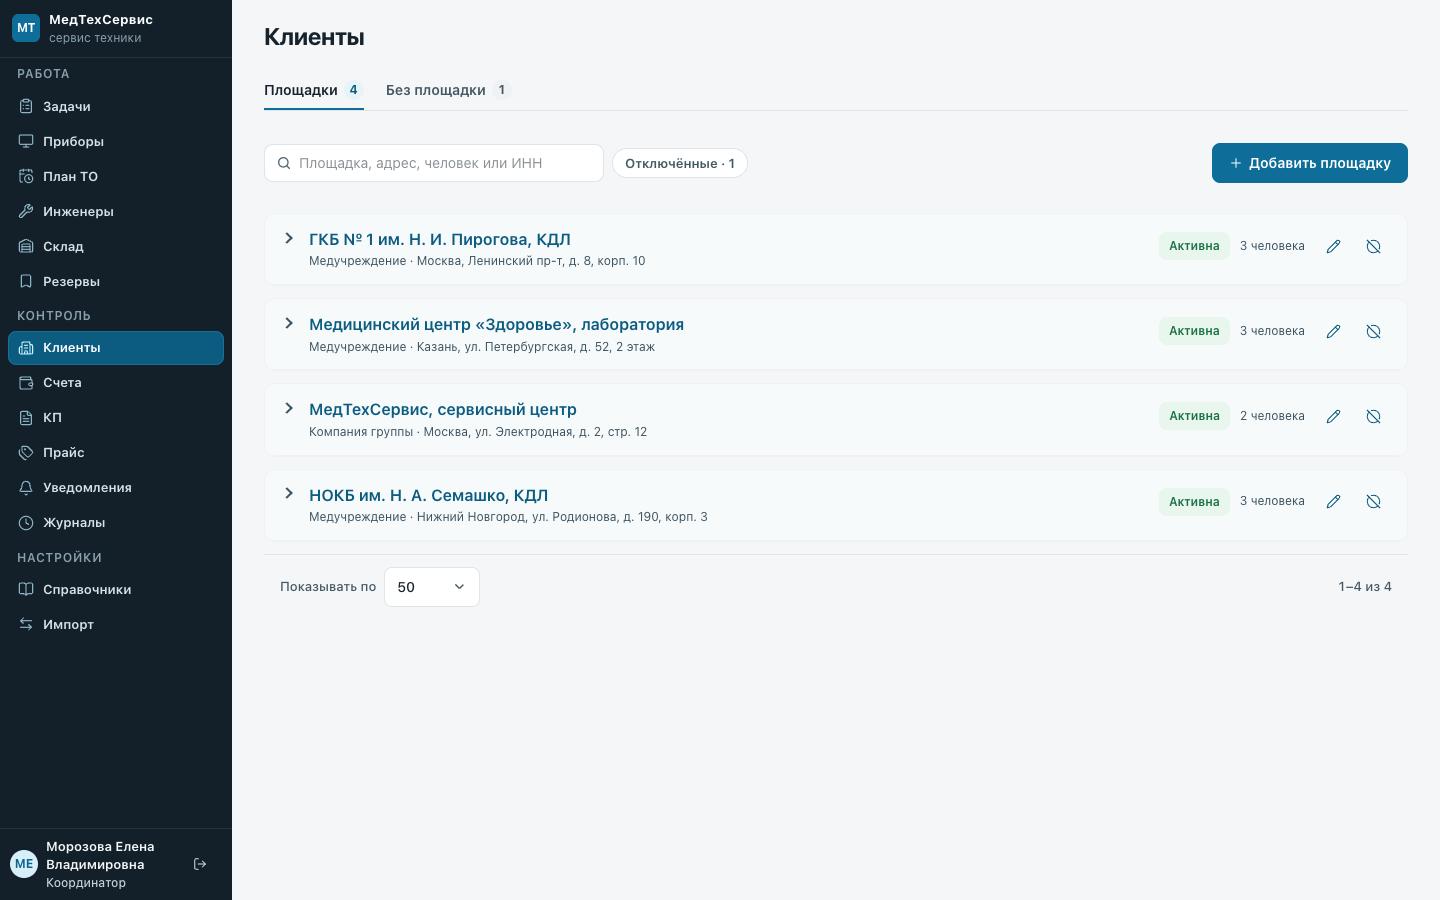 МТ
МедТехСервис
сервис техники
РАБОТА
Задачи
Приборы
План ТО
Инженеры
Склад
Резервы
КОНТРОЛЬ
Клиенты
Счета
КП
Прайс
Уведомления
Журналы
НАСТРОЙКИ
Справочники
Импорт
МЕ
Морозова Елена
Владимировна
Координатор
Клиенты
Площадки 4
Без площадки 1
Площадка, адрес, человек или ИНН
Отключённые · 1
Добавить площадку
ГКБ № 1 им. Н. И. Пирогова, КДЛ
Медучреждение · Москва, Ленинский пр-т, д. 8, корп. 10
Активна
3 человека
Медицинский центр «Здоровье», лаборатория
Медучреждение · Казань, ул. Петербургская, д. 52, 2 этаж
Активна
3 человека
МедТехСервис, сервисный центр
Компания группы · Москва, ул. Электродная, д. 2, стр. 12
Активна
2 человека
НОКБ им. Н. А. Семашко, КДЛ
Медучреждение · Нижний Новгород, ул. Родионова, д. 190, корп. 3
Активна
3 человека
Показывать по
50
1–4 из 4